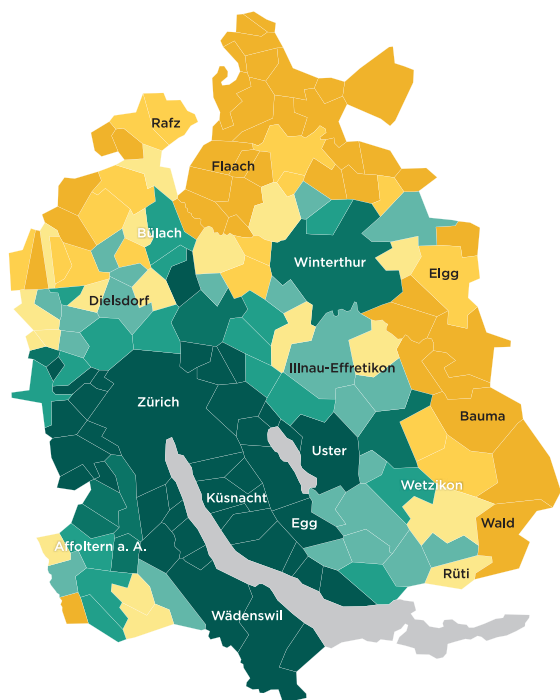 Rafz
Flaach
Bülach
Winterthur
Elgg
Dielsdorf
Illnau-Effretikon
Zürich
Bauma
Uster
Wetzikon
Küsnacht
Egg
Wald
Affoltern a. A.
Rüti
Wädenswil